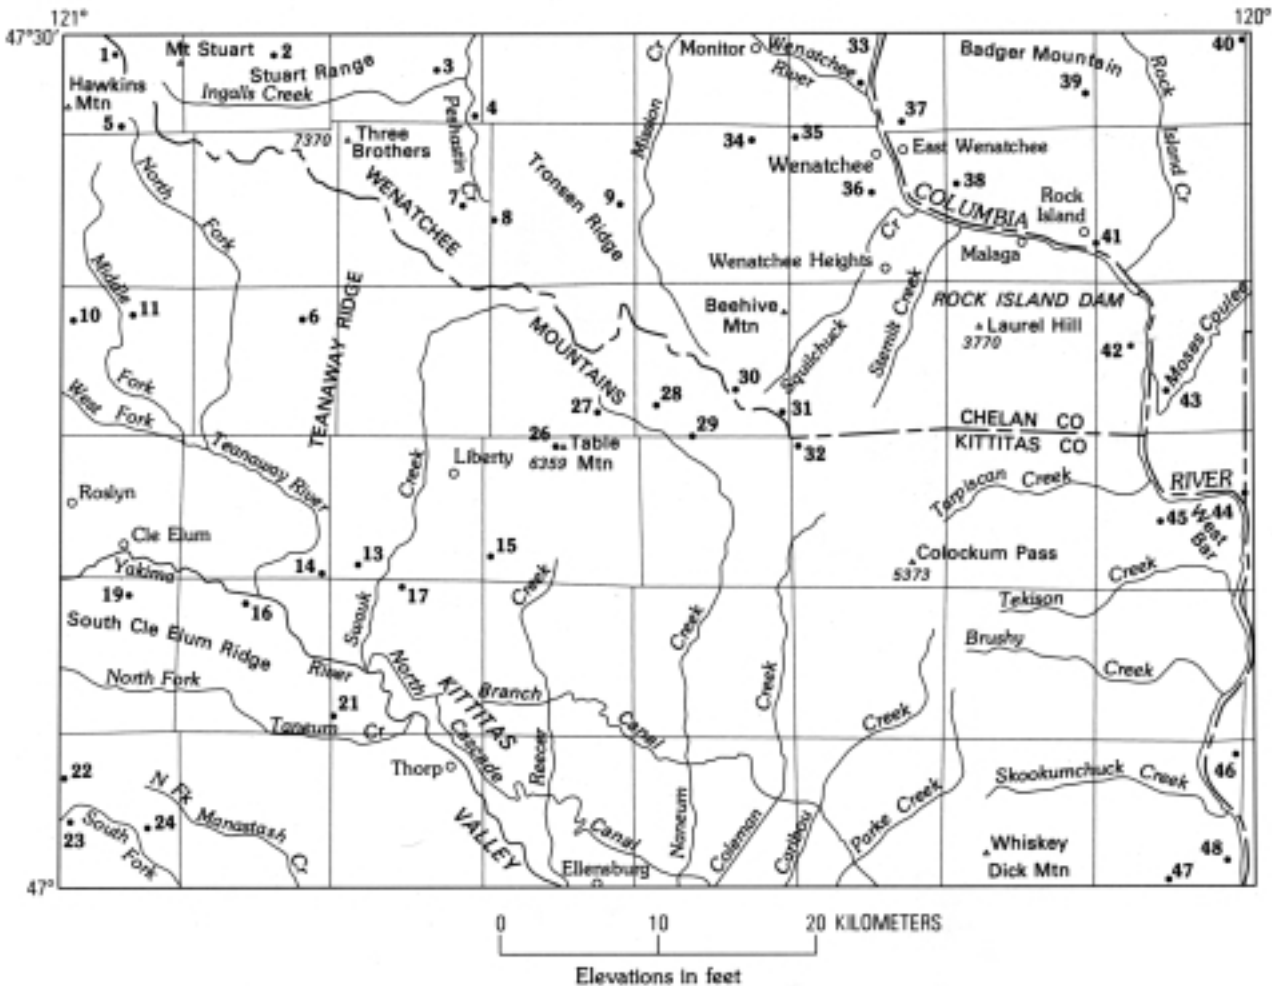 121°
120°
47°30'
1
Mt Stuart
2
Stuart Range
3
Hawkins
Mtn
Ingalls Creek
Peshastin
Cr
4
5
7370
Three
Brothers
Cr
Monitor
Wenatchee
River
33
Mission
Badger Mountain
40
39
Rock
Island Cr
37
34
35
Wenatchee
East Wenatchee
36
38
Rock
Island
COLUMBIA
41
Malaga
North
Fork
WENATCHEE
7
8
9
Tronsen Ridge
Cr
Wenatchee Heights
Middle
10
11
6
TEANAWAY RIDGE
MOUNTAINS
Beehive
Mtn
Squilchuck
Stemilt Creek
ROCK ISLAND DAM
Laurel Hill
3770
42
Moses Coulee
43
Fork
West
Fork
30
28
27
29
31
32
CHELAN CO
KITTITAS CO
Teanaway River
26
Table
Mtn
6359
Liberty
Creek
Roslyn
Cle Elum
Tarpiscan Creek
RIVER
45
44
West
Bar
Colockum Pass
5373
Yakima
14
13
15
17
Creek
Creek
Tekison
19
16
Swauk
South Cle Elum Ridge
River
North
Creek
Brushy
Creek
North Fork
21
Taneum Cr
KITTITAS
VALLEY
Branch
Canal
Creek
Creek
Cascade
Canal
Reecer
Thorp
22
N Fk
Manastash
Cr
23
South
Fork
24
Naneum
Coleman
Caribou
Parke Creek
Skookumchuck Creek
46
Whiskey
Dick Mtn
48
47
Ellensburg
47°
0 10 20 KILOMETERS
Elevations in feet